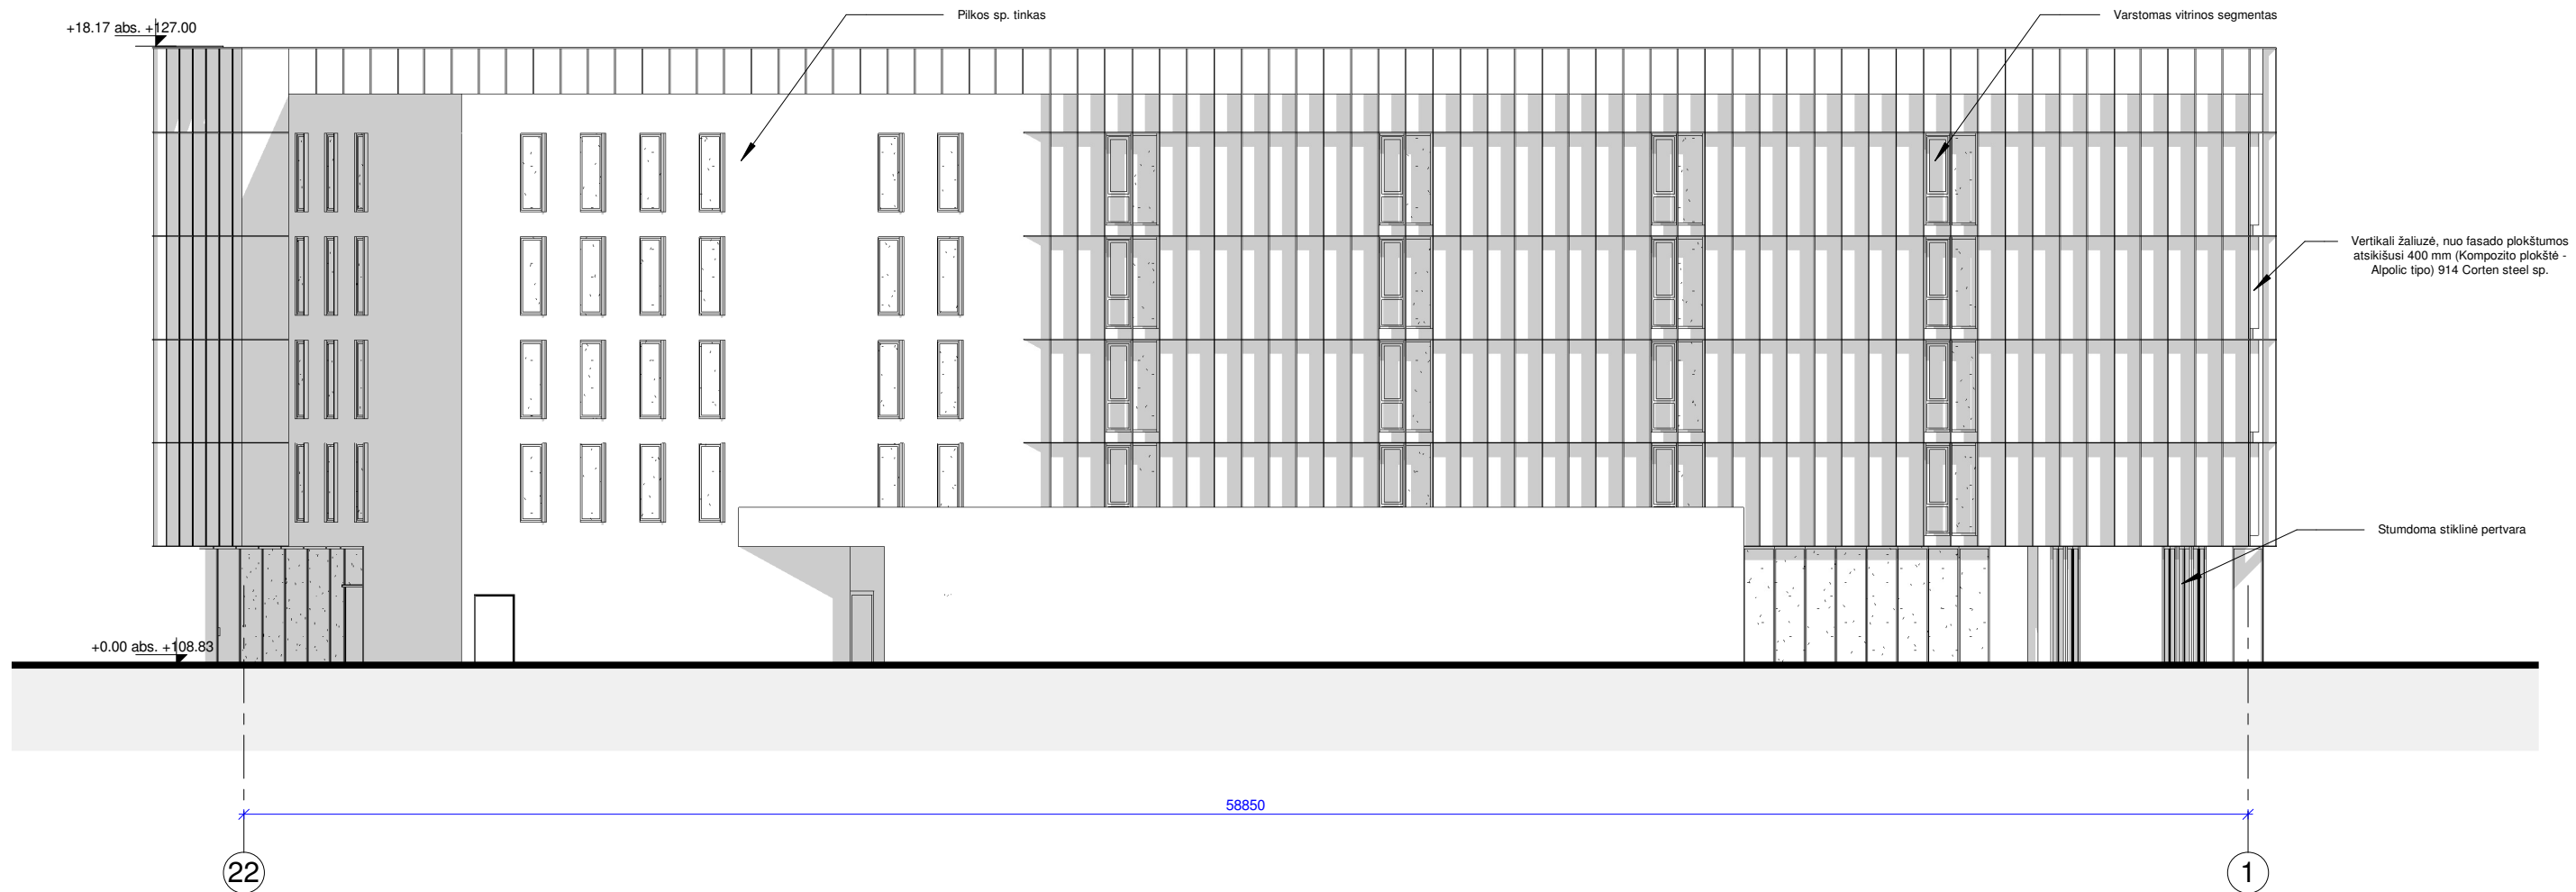 Pilkos sp. tinkas
Varstomas vitrinos segmentas
+18.17 abs. +127.00
Vertikali žaliuzė, nuo fasado plokštumos
atsikišusi 400 mm (Kompozito plokštė -
Alpolic tipo) 914 Corten steel sp.
Stumdoma stiklinė pertvara
+0.00 abs. +108.83
58850
22
1